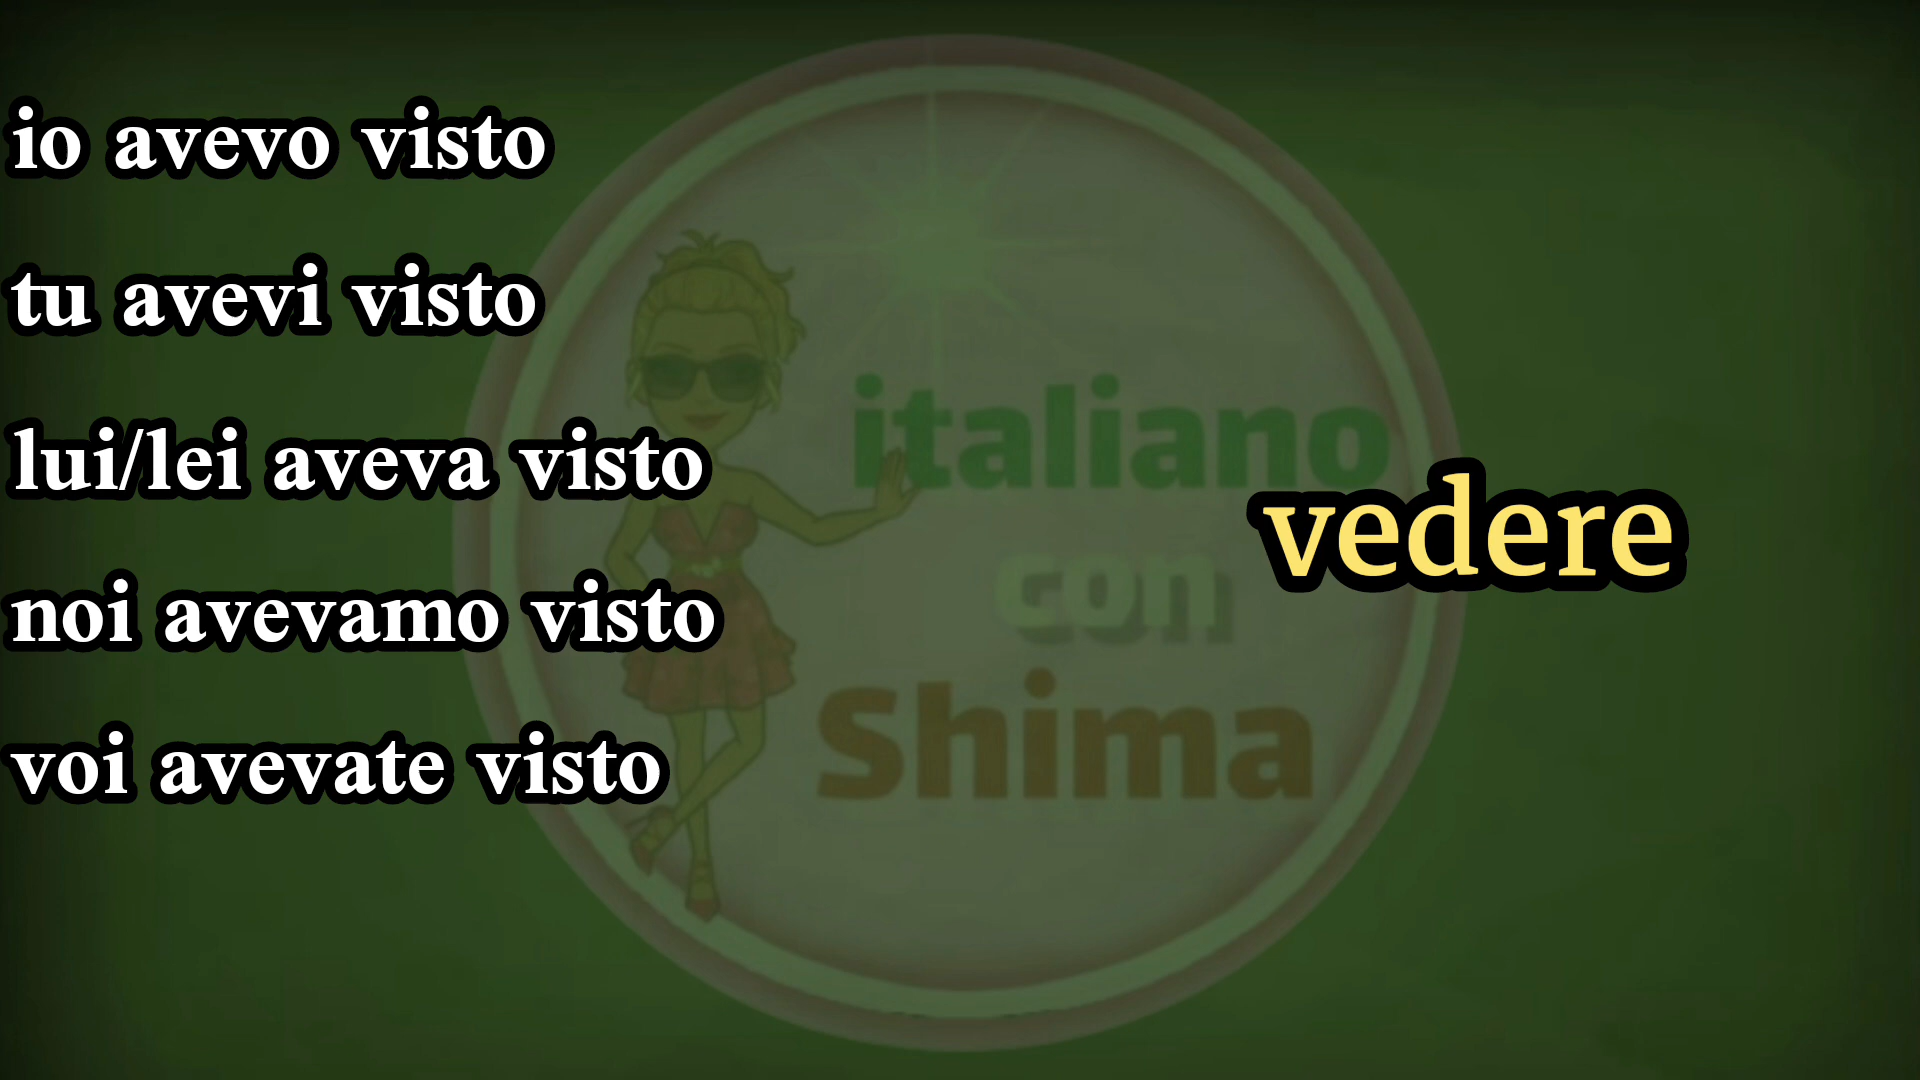 io avevo visto
tu avevi visto
lui/lei aveva visto
noi avevamo visto
voi avevate visto
vedere
italiano
con
Shima